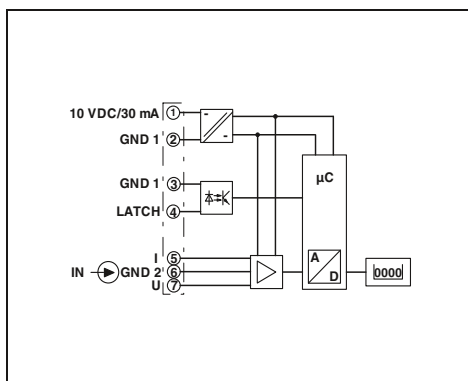 10 VDC/30 mA 1
GND 1 2
GND 1 3
LATCH 4
I 5
IN GND 2 6
U 7
- -
µC
A
D
0000